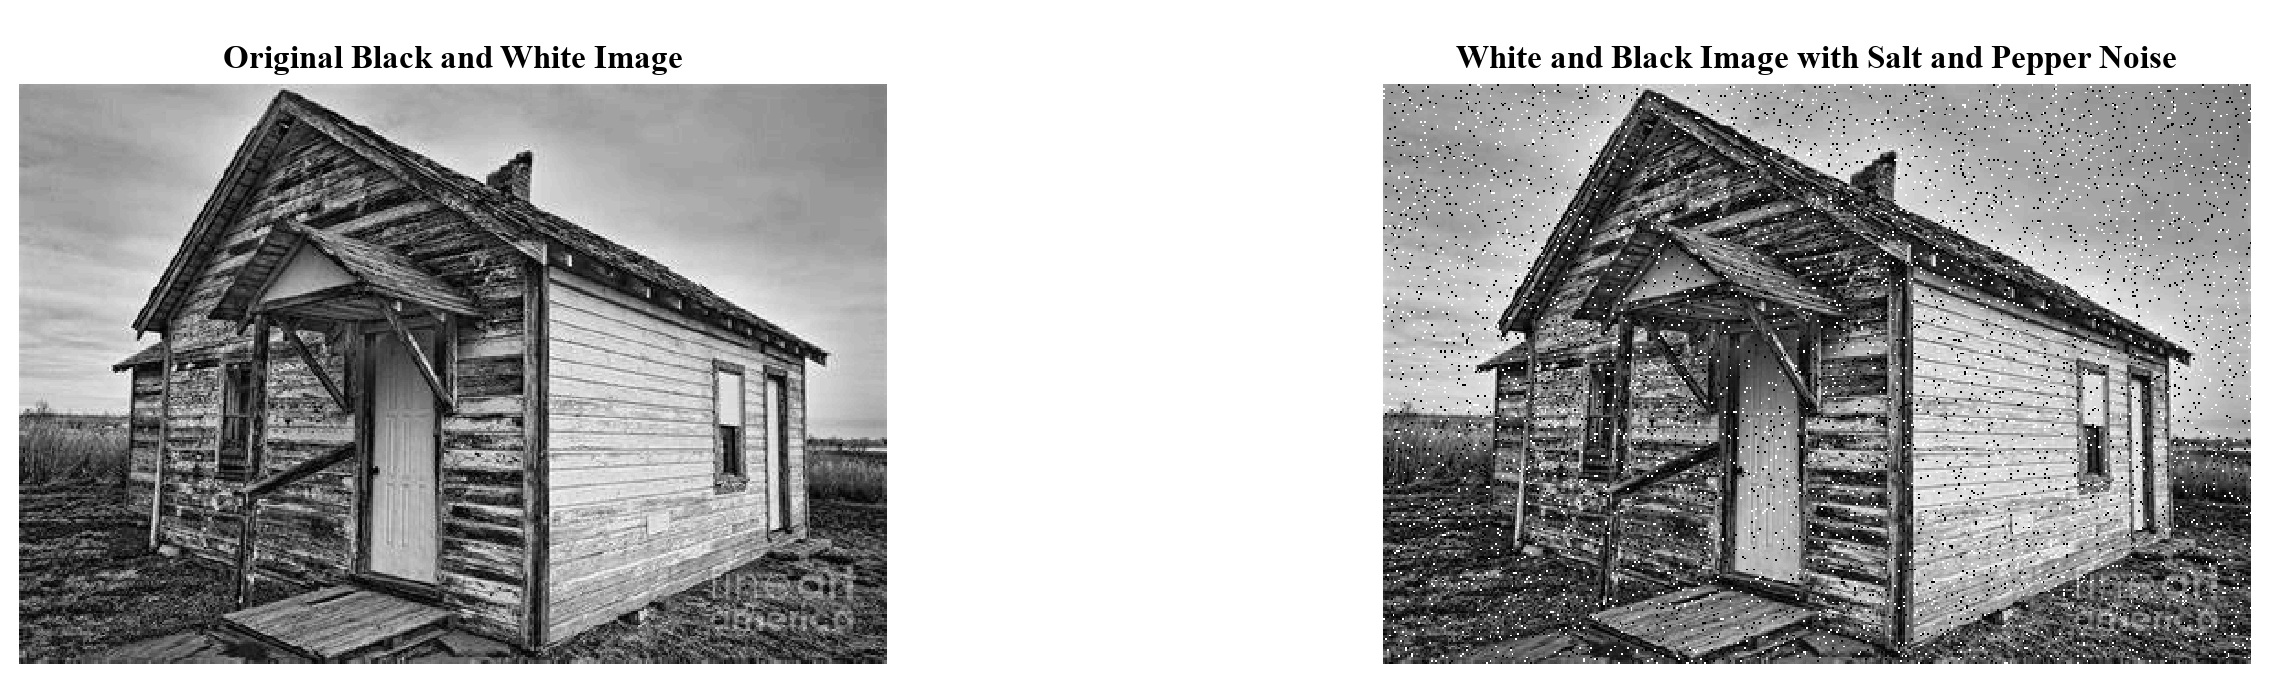 Original Black and White Image
White and Black Image with Salt and Pepper Noise
fine art
america
fine art
america